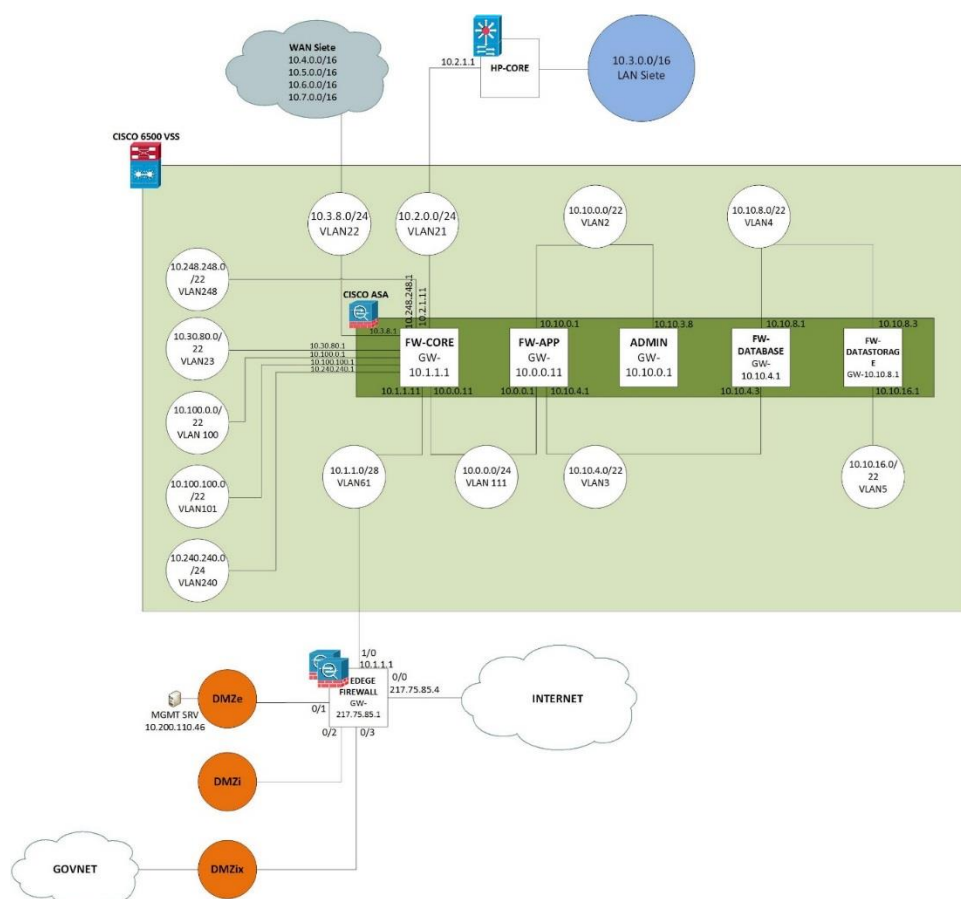 WAN Siete
10.4.0.0/16
10.5.0.0/16
10.6.0.0/16
10.7.0.0/16
10.2.1.1
HP-CORE
10.3.0.0/16
LAN Siete
CISCO 6500 VSS
10.3.8.0/24
VLAN22
10.2.0.0/24
VLAN21
10.10.0.0/22
VLAN2
10.10.8.0/22
VLAN4
10.248.248.0
/22
VLAN248
10.248.248.1
10.2.1.11
CISCO ASA
10.3.8.1
10.10.0.1
10.10.3.8
10.10.8.1
10.10.8.3
10.30.80.0/
22
VLAN23
10.30.80.1
10.100.0.1
10.100.100.1
10.240.240.1
FW-CORE
GW-
10.1.1.1
FW-APP
GW-
10.0.0.11
ADMIN
GW-
10.10.0.1
FW-
DATABASE
GW-
10.10.4.1
FW-
DATASTORAG
E
GW-10.10.8.1
10.1.1.11
10.0.0.11
10.0.0.1
10.10.4.1
10.10.4.3
10.10.16.1
10.100.0.0/
22
VLAN 100
10.1.1.0/28
VLAN61
10.0.0.0/24
VLAN 111
10.10.4.0/22
VLAN3
10.10.16.0/
22
VLAN5
10.100.100.0
/22
VLAN101
10.240.240.0
/24
VLAN240
1/0
10.1.1.1
0/0
217.75.85.4
EDEGE
FIREWALL
GW-
217.75.85.1
INTERNET
DMZe
MGMT SRV
10.200.110.46
0/1
0/2
0/3
DMZi
GOVNET
DMZix